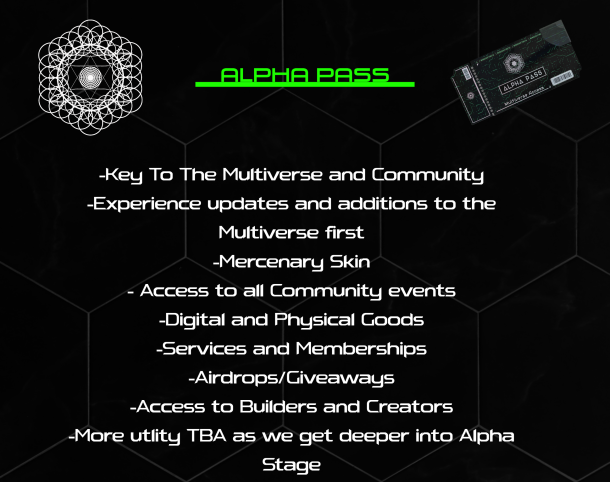 ALPHA PASS
ALPHA PASS
Multiverse Access
-Key To The Multiverse and Community
-Experience updates and additions to the
Multiverse first
-Mercenary Skin
- Access to all Community events
-Digital and Physical Goods
-Services and Memberships
-Airdrops/Giveaways
-Access to Builders and Creators
-More utlity TBA as we get deeper into Alpha
Stage